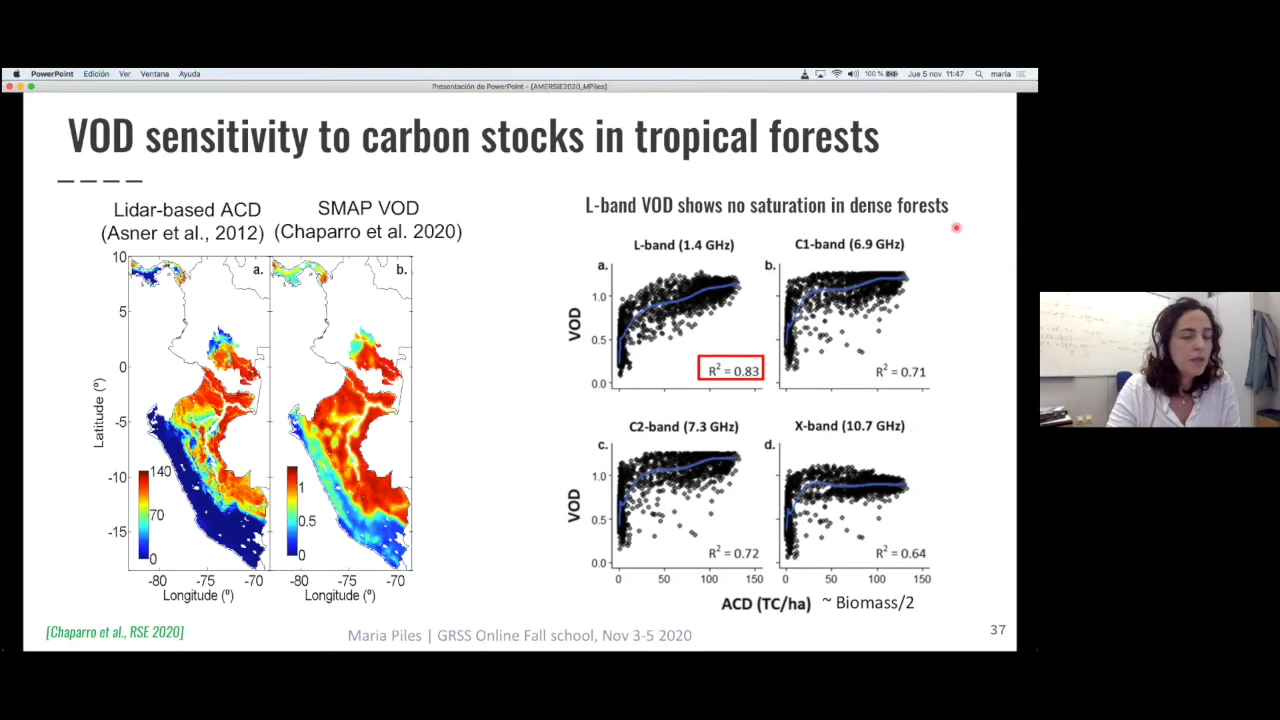 PowerPoint Edición Ver Ventana Ayuda
100 % Jue 5 nov 11:47 maria
Presentación de PowerPoint - [AMERSIE2020_MPiles]
VOD sensitivity to carbon stocks in tropical forests
Lidar-based ACD
(Asner et al., 2012)
SMAP VOD
(Chaparro et al. 2020)
10
5
0
-5
-10
-15
Latitude (º)
a.
140
70
0
-80 -75 -70
Longitude (º)
b.
1
0.5
0
-80 -75 -70
Longitude (º)
L-band VOD shows no saturation in dense forests
L-band (1.4 GHz)
a.
VOD
1.0
0.5
0.0
R² = 0.83
C1-band (6.9 GHz)
b.
R² = 0.71
C2-band (7.3 GHz)
c.
VOD
1.0
0.5
0.0
R² = 0.72
0 50 100 150
X-band (10.7 GHz)
d.
R² = 0.64
0 50 100 150
ACD (TC/ha) ~ Biomass/2
[Chaparro et al., RSE 2020]
Maria Piles | GRSS Online Fall school, Nov 3-5 2020
37